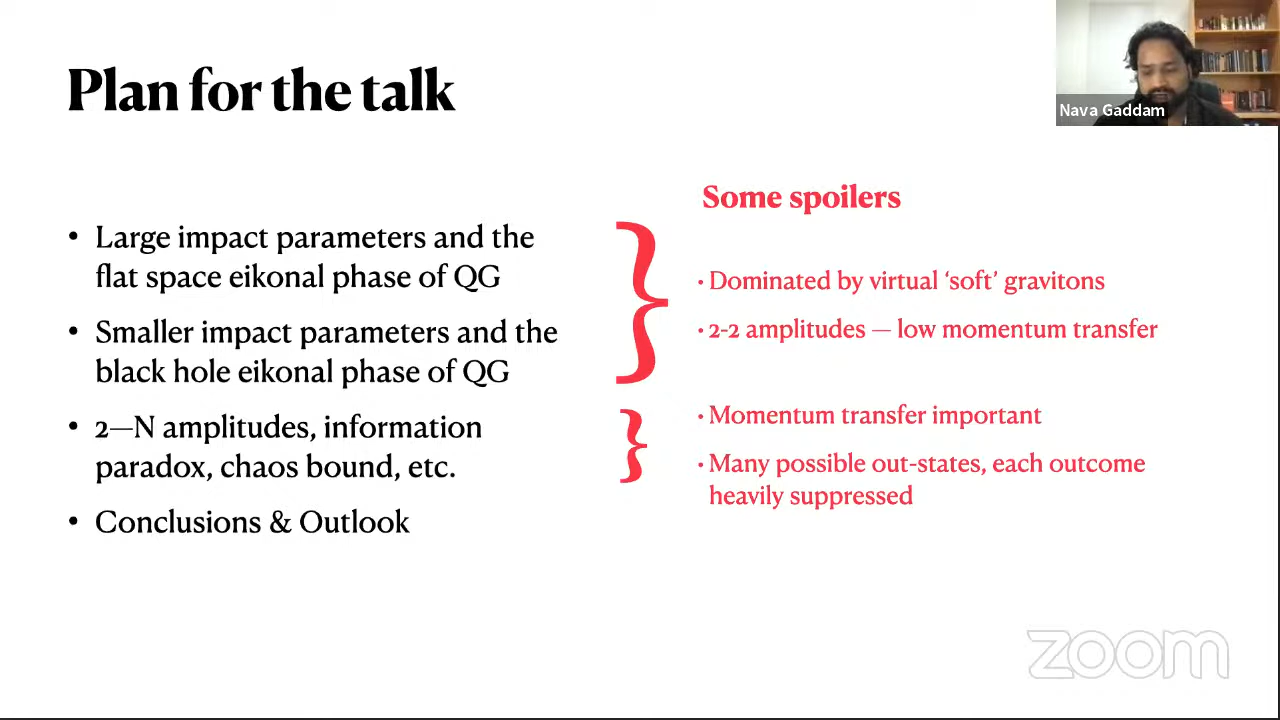 Plan for the talk
Nava Gaddam
• Large impact parameters and the
flat space eikonal phase of QG
• Smaller impact parameters and the
black hole eikonal phase of QG
• 2—N amplitudes, information
paradox, chaos bound, etc.
• Conclusions & Outlook
Some spoilers
• Dominated by virtual ‘soft’ gravitons
• 2-2 amplitudes — low momentum transfer
• Momentum transfer important
• Many possible out-states, each outcome
heavily suppressed
zoom